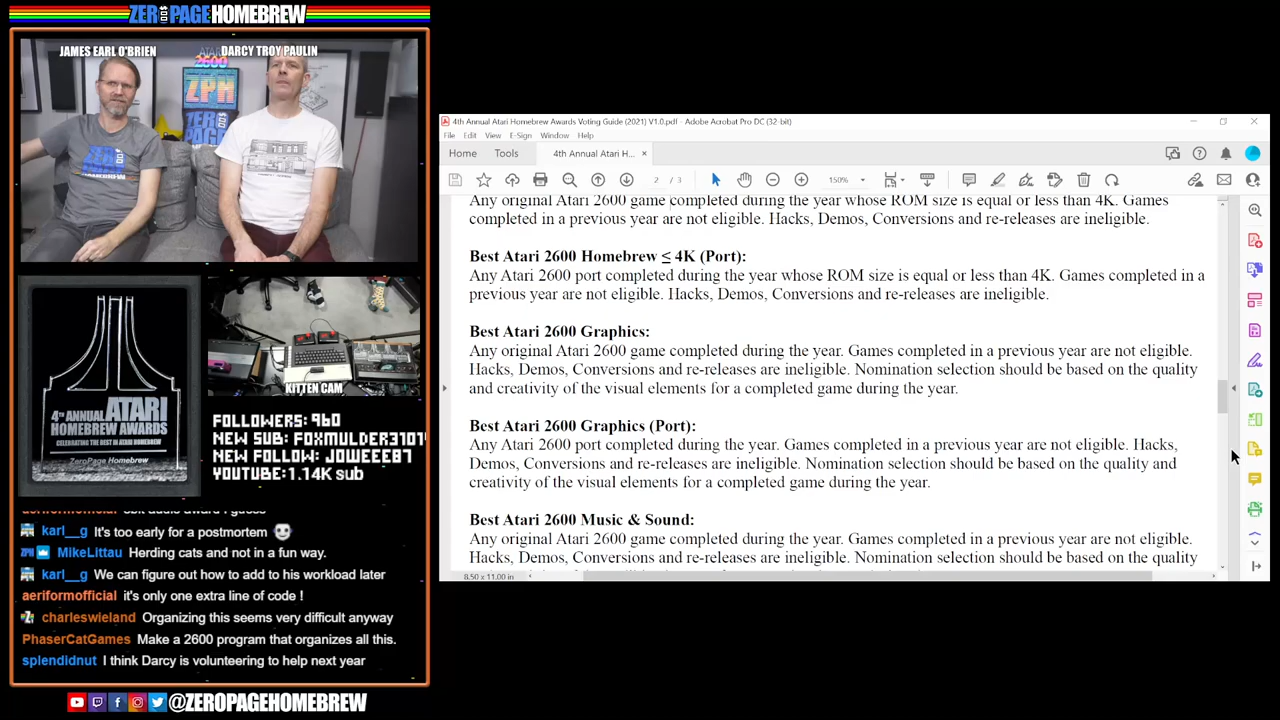 ZEROPAGEHOMEBREW
JAMES EARL O'BRIEN
DARCY TROY PAULIN
ATARI
2600
ZPH
KITTEN CAM
4TH ANNUAL ATARI
HOMEBREW AWARDS
CELEBRATING THE BEST IN ATARI HOMEBREW
ZeroPage Homebrew
FOLLOWERS: 960
NEW SUB: FOXMULDER3101
NEW FOLLOW: JOWEEE87
YOUTUBE:1.14K SUB
aeriformofficial 8bit audio award I guess
karl__g It's too early for a postmortem
ZPH MikeLittau Herding cats and not in a fun way.
karl__g We can figure out how to add to his workload later
aeriformofficial it's only one extra line of code !
charleswieland Organizing this seems very difficult anyway
PhaserCatGames Make a 2600 program that organizes all this.
splendidnut I think Darcy is volunteering to help next year
@ZEROPAGEHOMEBREW
4th Annual Atari Homebrew Awards Voting Guide (2021) V1.0.pdf - Adobe Acrobat Pro DC (32-bit)
File Edit View E-Sign Window Help
Home Tools 4th Annual Atari H... ×
2 / 3 150%
Any original Atari 2600 game completed during the year whose ROM size is equal or less than 4K. Games
completed in a previous year are not eligible. Hacks, Demos, Conversions and re-releases are ineligible.
Best Atari 2600 Homebrew ≤ 4K (Port):
Any Atari 2600 port completed during the year whose ROM size is equal or less than 4K. Games completed in a
previous year are not eligible. Hacks, Demos, Conversions and re-releases are ineligible.
Best Atari 2600 Graphics:
Any original Atari 2600 game completed during the year. Games completed in a previous year are not eligible.
Hacks, Demos, Conversions and re-releases are ineligible. Nomination selection should be based on the quality
and creativity of the visual elements for a completed game during the year.
Best Atari 2600 Graphics (Port):
Any Atari 2600 port completed during the year. Games completed in a previous year are not eligible. Hacks,
Demos, Conversions and re-releases are ineligible. Nomination selection should be based on the quality and
creativity of the visual elements for a completed game during the year.
Best Atari 2600 Music & Sound:
Any original Atari 2600 game completed during the year. Games completed in a previous year are not eligible.
Hacks, Demos, Conversions and re-releases are ineligible. Nomination selection should be based on the quality
8.50 x 11.00 in